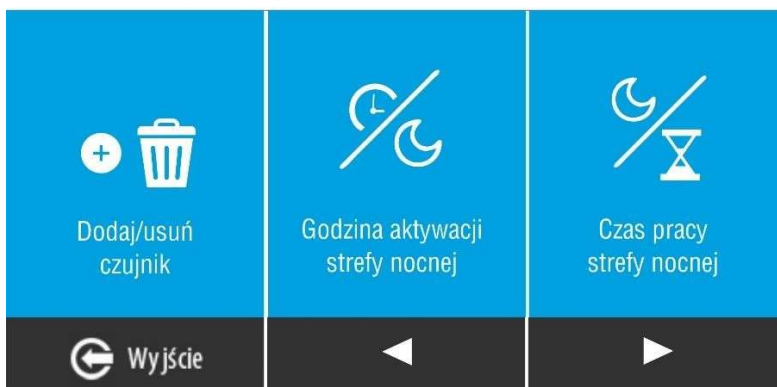 Dodaj/usuń
czujnik
Godzina aktywacji
strefy nocnej
Czas pracy
strefy nocnej
Wyjście